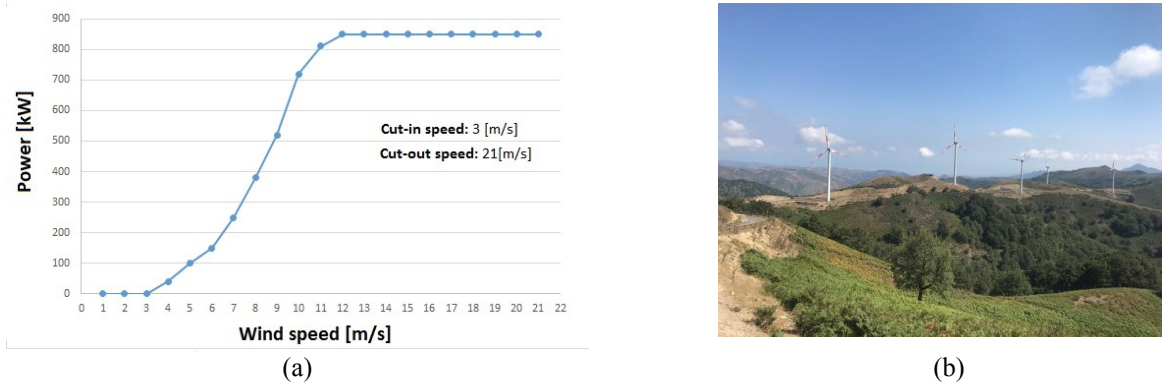 900
800
700
600
500
400
300
200
100
0
Power [kW]
Cut-in speed: 3 [m/s]
Cut-out speed: 21[m/s]
0 1 2 3 4 5 6 7 8 9 10 11 12 13 14 15 16 17 18 19 20 21 22
Wind speed [m/s]
(a)
(b)